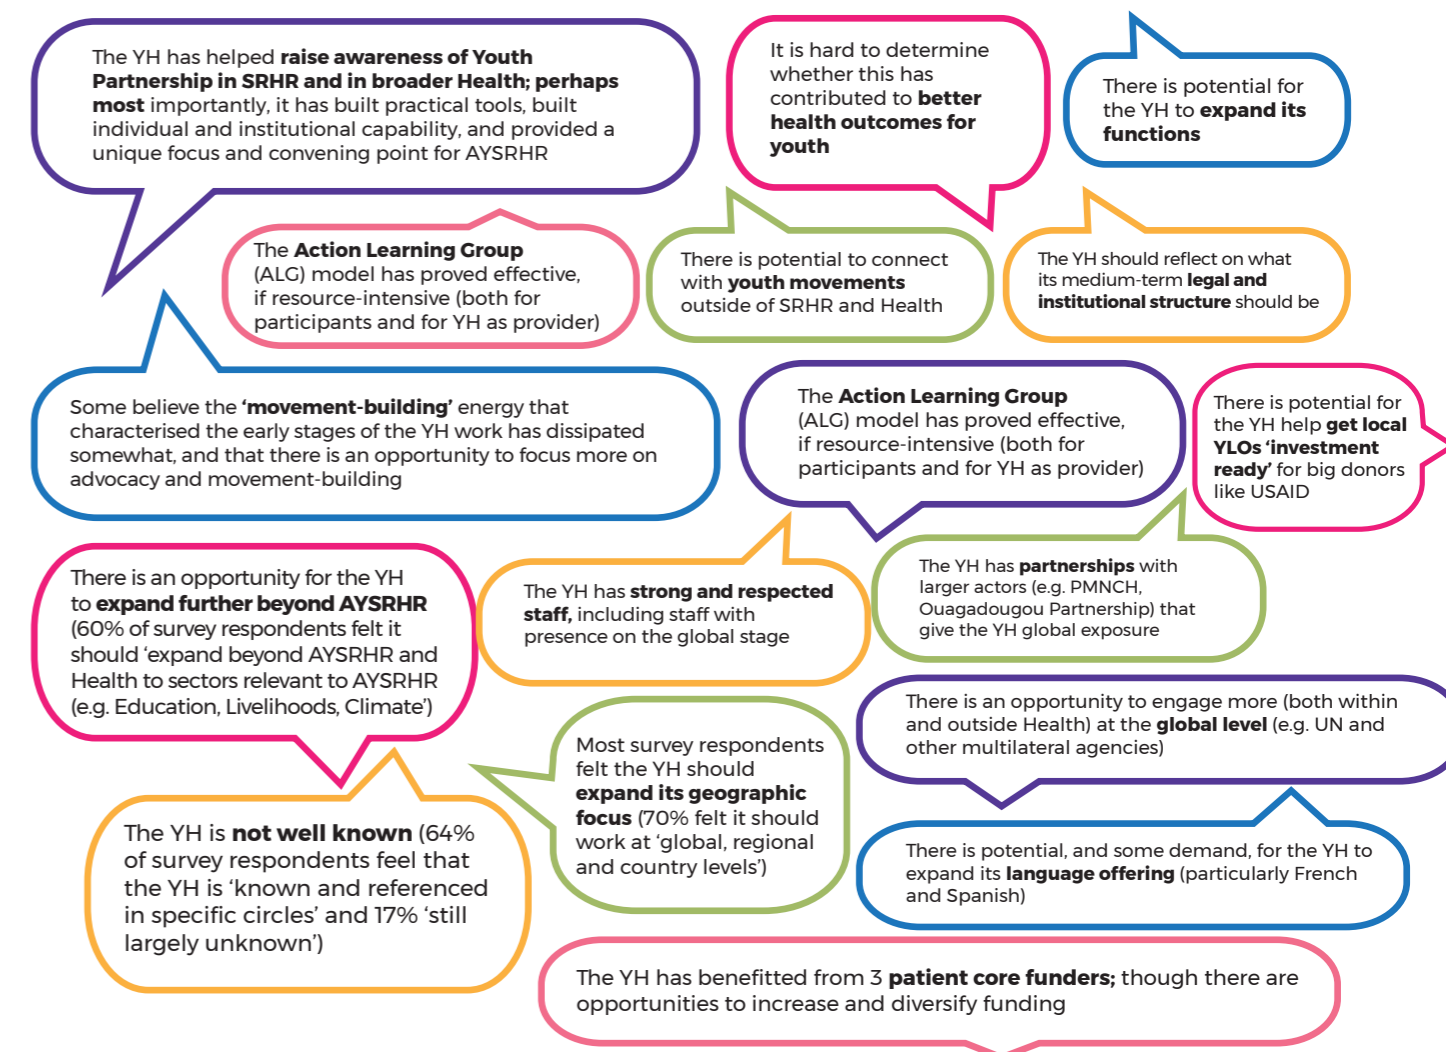 The YH has helped raise awareness of Youth
Partnership in SRHR and in broader Health; perhaps
most importantly, it has built practical tools, built
individual and institutional capability, and provided a
unique focus and convening point for AYSRHR
It is hard to determine
whether this has
contributed to better
health outcomes for
youth
There is potential for
the YH to expand its
functions
The Action Learning Group
(ALG) model has proved effective,
if resource-intensive (both for
participants and for YH as provider)
There is potential to connect
with youth movements
outside of SRHR and Health
The YH should reflect on what
its medium-term legal and
institutional structure should be
Some believe the ‘movement-building’ energy that
characterised the early stages of the YH work has dissipated
somewhat, and that there is an opportunity to focus more on
advocacy and movement-building
The Action Learning Group
(ALG) model has proved effective,
if resource-intensive (both for
participants and for YH as provider)
There is potential for
the YH help get local
YLOs ‘investment
ready’ for big donors
like USAID
There is an opportunity for the YH
to expand further beyond AYSRHR
(60% of survey respondents felt it
should ‘expand beyond AYSRHR and
Health to sectors relevant to AYSRHR
(e.g. Education, Livelihoods, Climate’)
The YH has strong and respected
staff, including staff with
presence on the global stage
The YH has partnerships with
larger actors (e.g. PMNCH,
Ouagadougou Partnership) that
give the YH global exposure
There is an opportunity to engage more (both within
and outside Health) at the global level (e.g. UN and
other multilateral agencies)
Most survey respondents
felt the YH should
expand its geographic
focus (70% felt it should
work at ‘global, regional
and country levels’)
The YH is not well known (64%
of survey respondents feel that
the YH is ‘known and referenced
in specific circles’ and 17% ‘still
largely unknown’)
There is potential, and some demand, for the YH to
expand its language offering (particularly French
and Spanish)
The YH has benefitted from 3 patient core funders; though there are
opportunities to increase and diversify funding